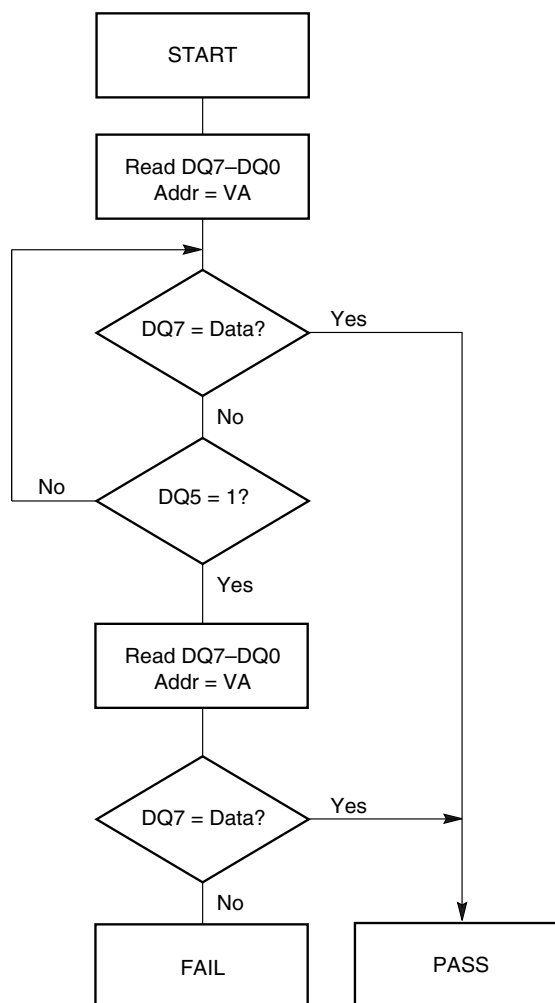 START
Read DQ7–DQ0
Addr = VA
DQ7 = Data?
Yes
No
No
DQ5 = 1?
Yes
Read DQ7–DQ0
Addr = VA
DQ7 = Data?
Yes
No
FAIL
PASS